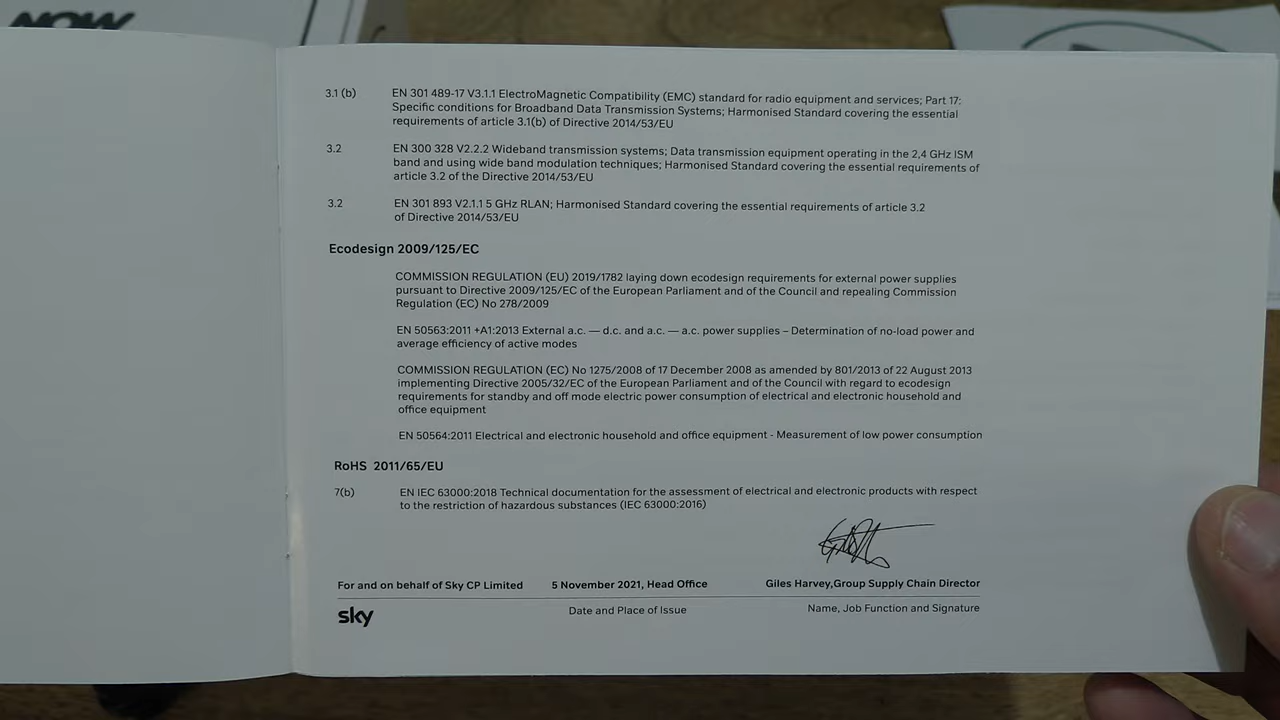 NOW
3.1 (b) EN 301 489-17 V3.1.1 ElectroMagnetic Compatibility (EMC) standard for radio equipment and services; Part 17:
Specific conditions for Broadband Data Transmission Systems; Harmonised Standard covering the essential
requirements of article 3.1(b) of Directive 2014/53/EU
3.2 EN 300 328 V2.2.2 Wideband transmission systems; Data transmission equipment operating in the 2,4 GHz ISM
band and using wide band modulation techniques; Harmonised Standard covering the essential requirements of
article 3.2 of the Directive 2014/53/EU
3.2 EN 301 893 V2.1.1 5 GHz RLAN; Harmonised Standard covering the essential requirements of article 3.2
of Directive 2014/53/EU
Ecodesign 2009/125/EC
COMMISSION REGULATION (EU) 2019/1782 laying down ecodesign requirements for external power supplies
pursuant to Directive 2009/125/EC of the European Parliament and of the Council and repealing Commission
Regulation (EC) No 278/2009
EN 50563:2011 +A1:2013 External a.c. — d.c. and a.c. — a.c. power supplies – Determination of no-load power and
average efficiency of active modes
COMMISSION REGULATION (EC) No 1275/2008 of 17 December 2008 as amended by 801/2013 of 22 August 2013
implementing Directive 2005/32/EC of the European Parliament and of the Council with regard to ecodesign
requirements for standby and off mode electric power consumption of electrical and electronic household and
office equipment
EN 50564:2011 Electrical and electronic household and office equipment - Measurement of low power consumption
RoHS 2011/65/EU
7(b) EN IEC 63000:2018 Technical documentation for the assessment of electrical and electronic products with respect
to the restriction of hazardous substances (IEC 63000:2016)
For and on behalf of Sky CP Limited 5 November 2021, Head Office Giles Harvey,Group Supply Chain Director
sky Date and Place of Issue Name, Job Function and Signature